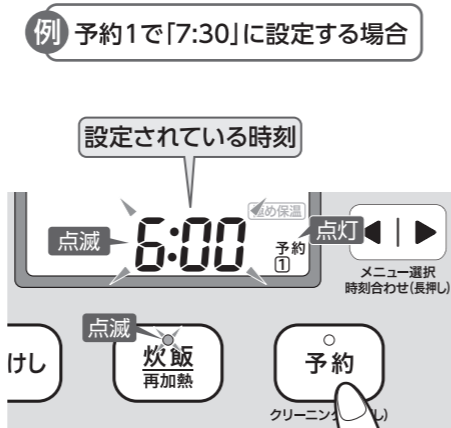 例 予約1で「7:30」に設定する場合
設定されている時刻
極め保温
点滅
6:00
予約
1
点灯
◀ | ▶
メニュー選択
時刻合わせ(長押し)
点滅
けし
炊飯
再加熱
予約
クリーニン
し)